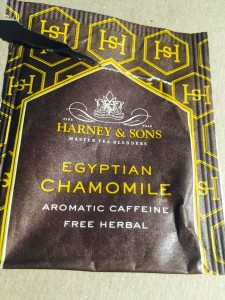 HARNEY & SONS
MASTER TEA BLENDERS
EGYPTIAN
CHAMOMILE
AROMATIC CAFFEINE
FREE HERBAL